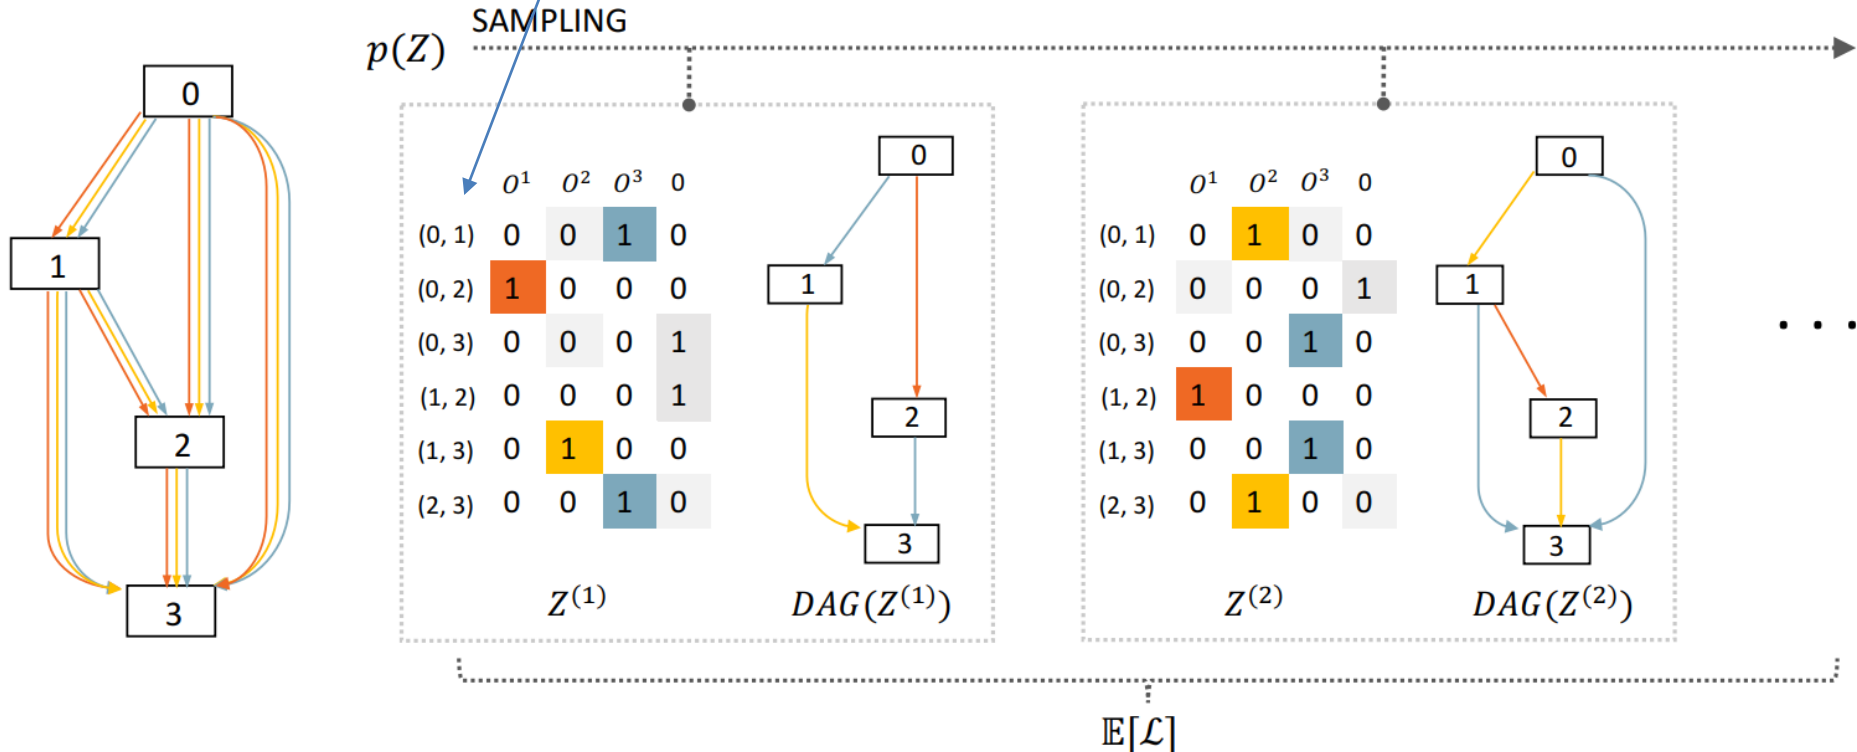 SAMPLING
p(Z)
0
1
2
3
O¹ O² O³ 0
(0, 1) 0 0 1 0
(0, 2) 1 0 0 0
(0, 3) 0 0 0 1
(1, 2) 0 0 0 1
(1, 3) 0 1 0 0
(2, 3) 0 0 1 0
Z⁽¹⁾
0
1
2
3
DAG(Z⁽¹⁾)
O¹ O² O³ 0
(0, 1) 0 1 0 0
(0, 2) 0 0 0 1
(0, 3) 0 0 1 0
(1, 2) 1 0 0 0
(1, 3) 0 0 1 0
(2, 3) 0 1 0 0
Z⁽²⁾
0
1
2
3
DAG(Z⁽²⁾)
. . .
𝔼[ℒ]